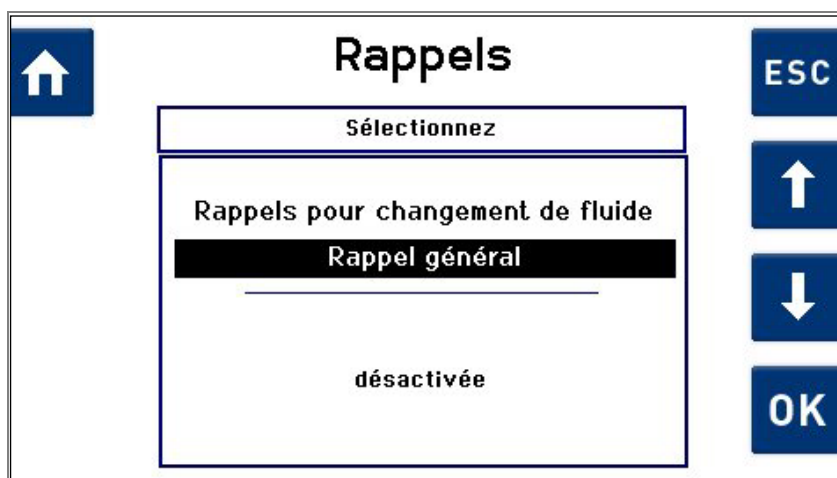 Rappels
ESC
Sélectionnez
Rappels pour changement de fluide
Rappel général
désactivée
OK